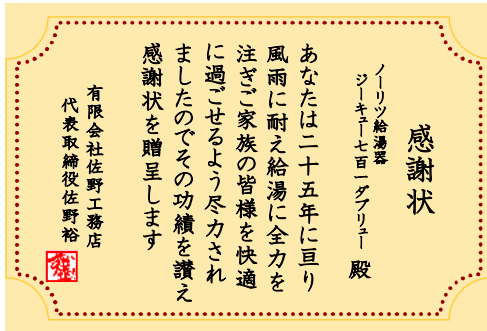 感謝状
ノーリツ給湯器
ジーキュー七百一ダブリュー 殿
あなたは二十五年に亘り
風雨に耐え給湯に全力を
注ぎご家族の皆様を快適
に過ごせるよう尽力され
ましたのでその功績を讃え
感謝状を贈呈します
有限会社佐野工務店
代表取締役佐野裕